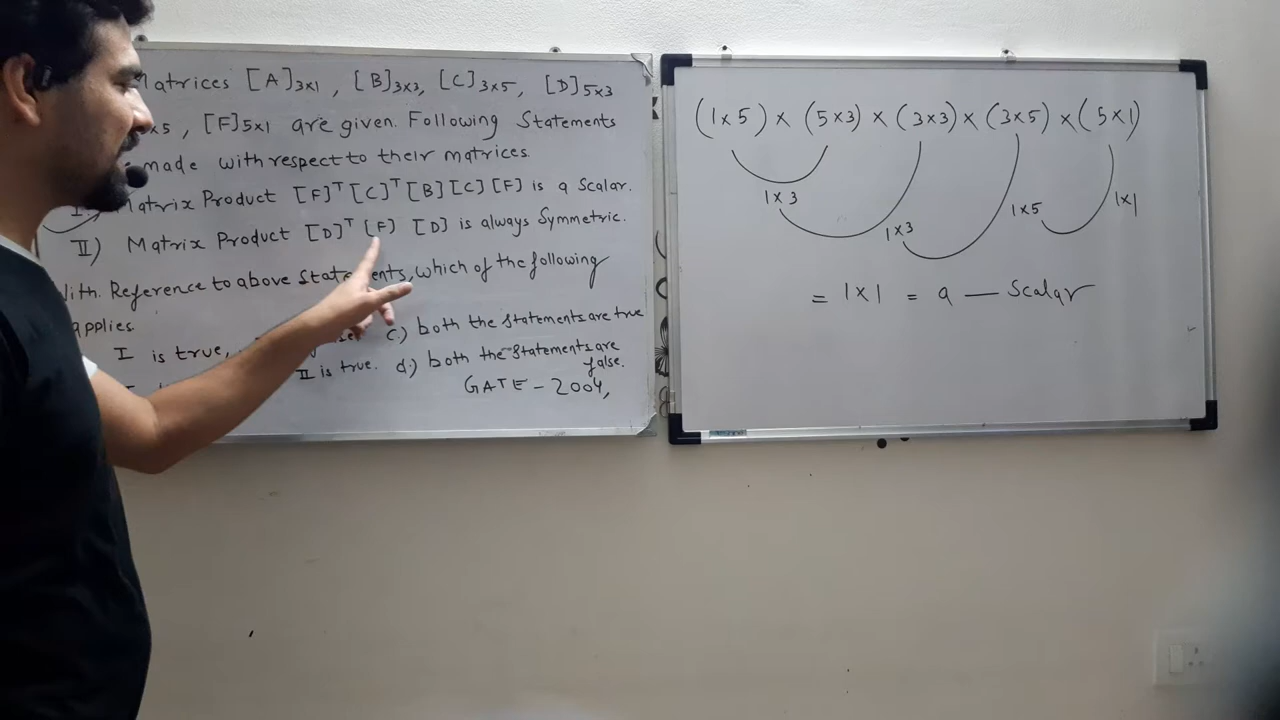 Matrices [A]3x1, [B]3x3, [C]3x5, [D]5x3
x5, [F]5x1 are given. Following Statements
made with respect to their matrices.
Matrix Product [F]ᵀ[C]ᵀ[B][C][F] is a Scalar.
II) Matrix Product [D]ᵀ [F] [D] is always Symmetric.
With Reference to above Statements, which of the following
applies
I is true, c) both the statements are true
II is true. d) both the statements are false.
GATE - 2004,
(1x5) x (5x3) x (3x3) x (3x5) x (5x1)
1x3
1x3
1x5
1x1
= 1x1 = a — Scalar